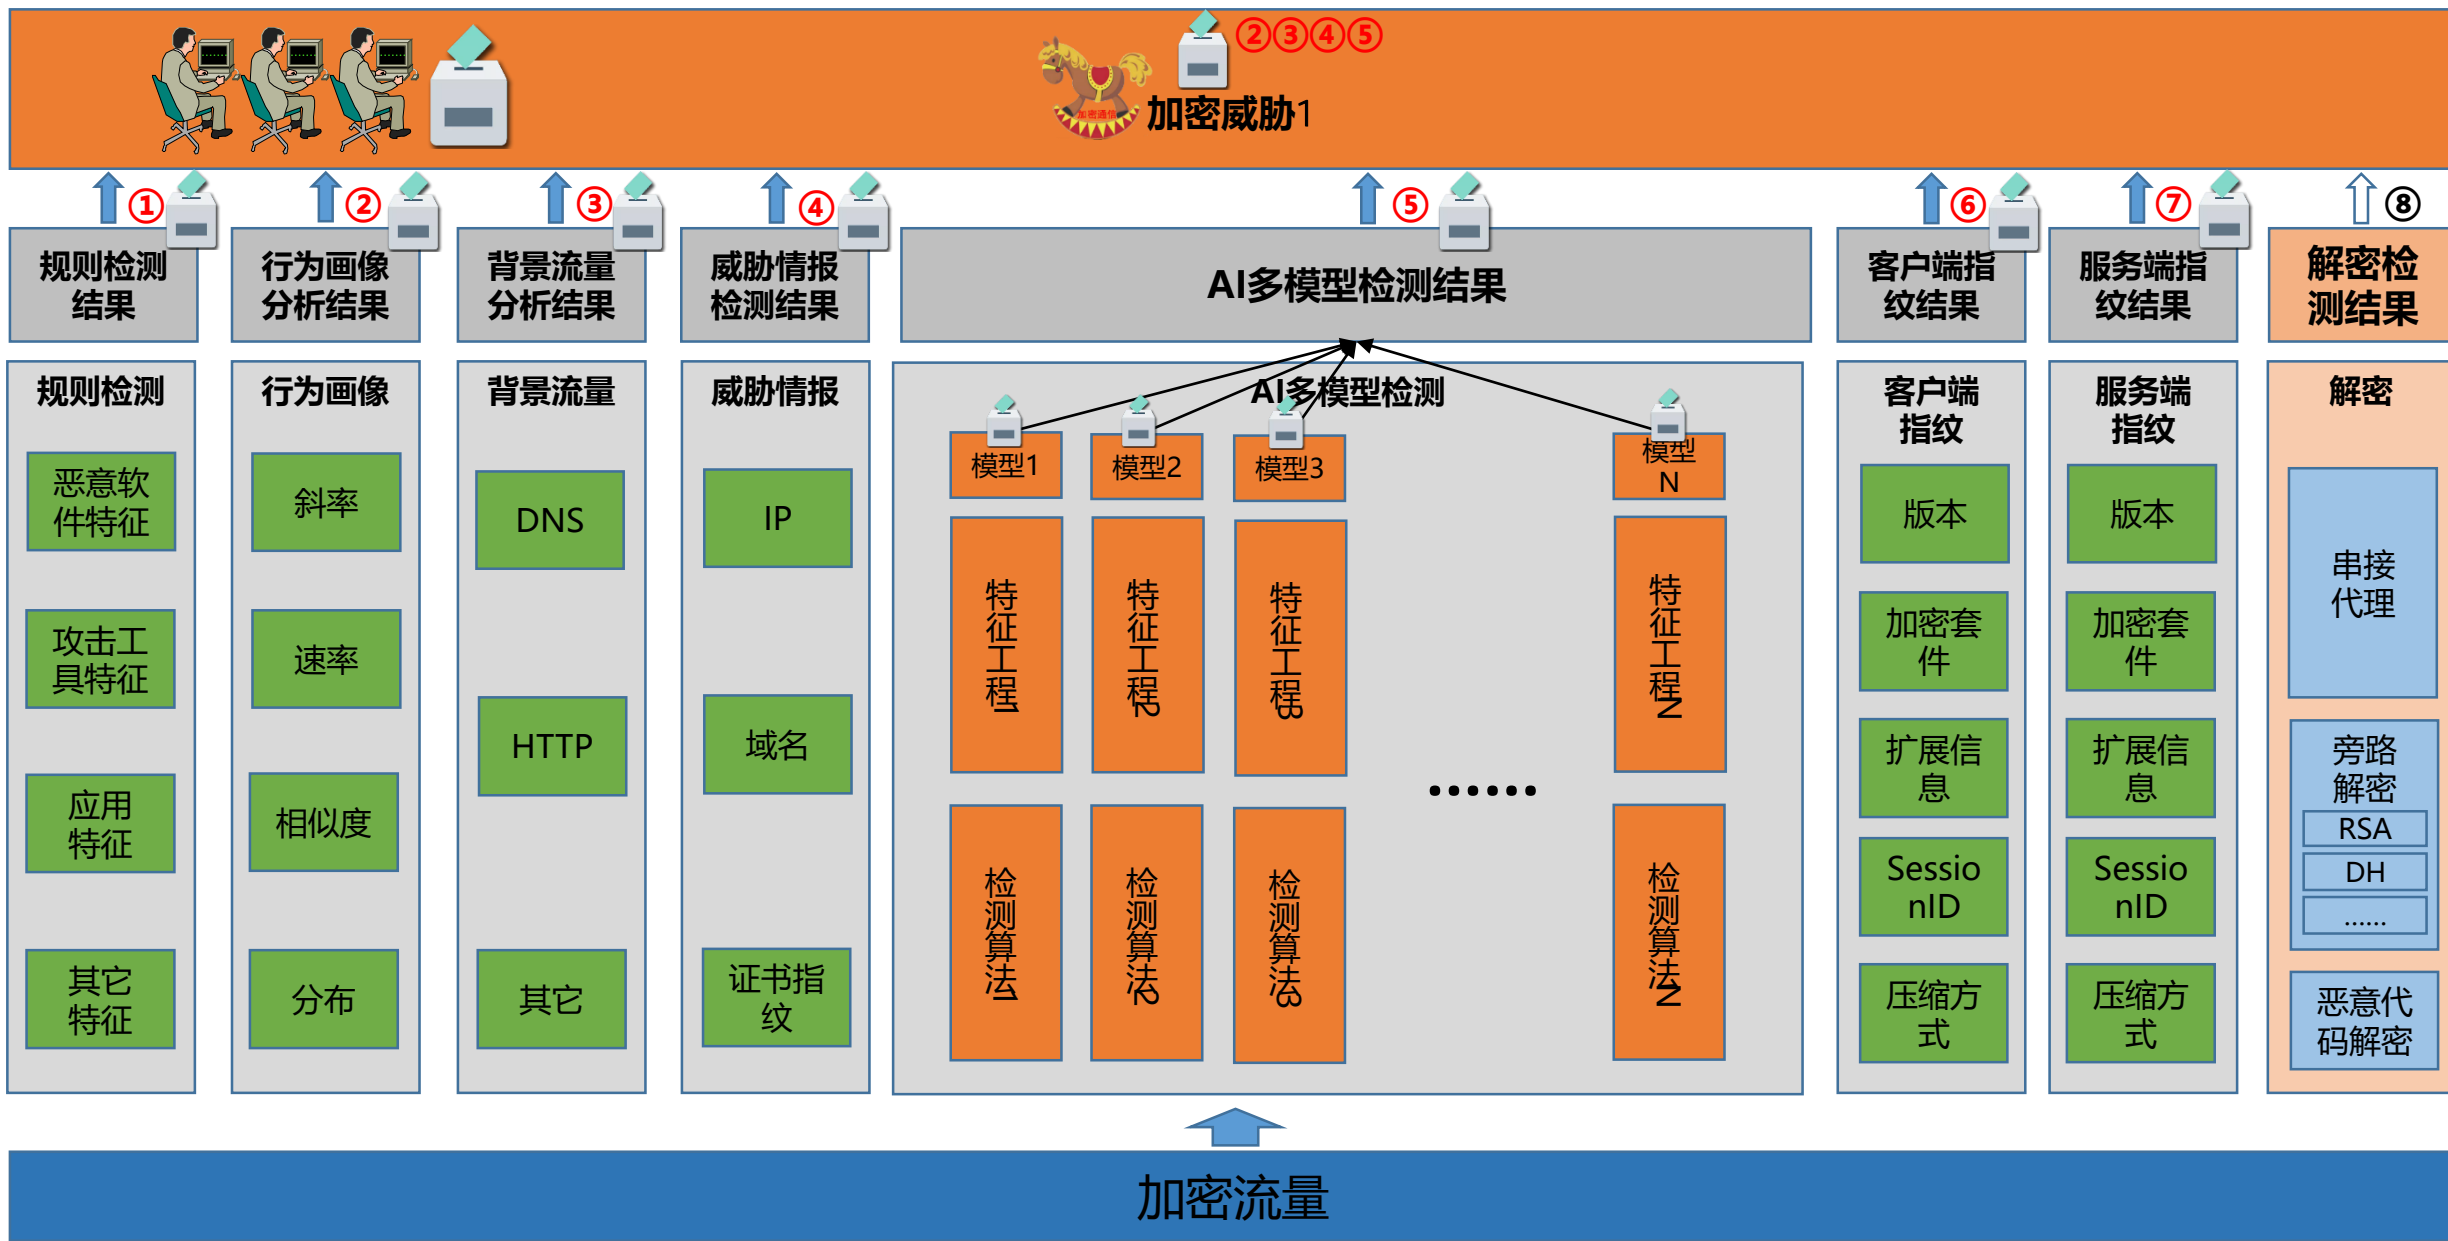 ②③④⑤
加密通信
加密威胁1
①
②
③
④
⑤
⑥
⑦
⑧
规则检测
结果
行为画像
分析结果
背景流量
分析结果
威胁情报
检测结果
AI多模型检测结果
客户端指
纹结果
服务端指
纹结果
解密检
测结果
规则检测
恶意软
件特征
攻击工
具特征
应用
特征
其它
特征
行为画像
斜率
速率
相似度
分布
背景流量
DNS
HTTP
其它
威胁情报
IP
域名
证书指
纹
AI多模型检测
模型1
特征工程1
检测算法1
模型2
特征工程2
检测算法2
模型3
特征工程3
检测算法3
......
模型
N
特征工程N
检测算法N
客户端
指纹
版本
加密套
件
扩展信
息
Sessio
nID
压缩方
式
服务端
指纹
版本
加密套
件
扩展信
息
Sessio
nID
压缩方
式
解密
串接
代理
旁路
解密
RSA
DH
......
恶意代
码解密
加密流量